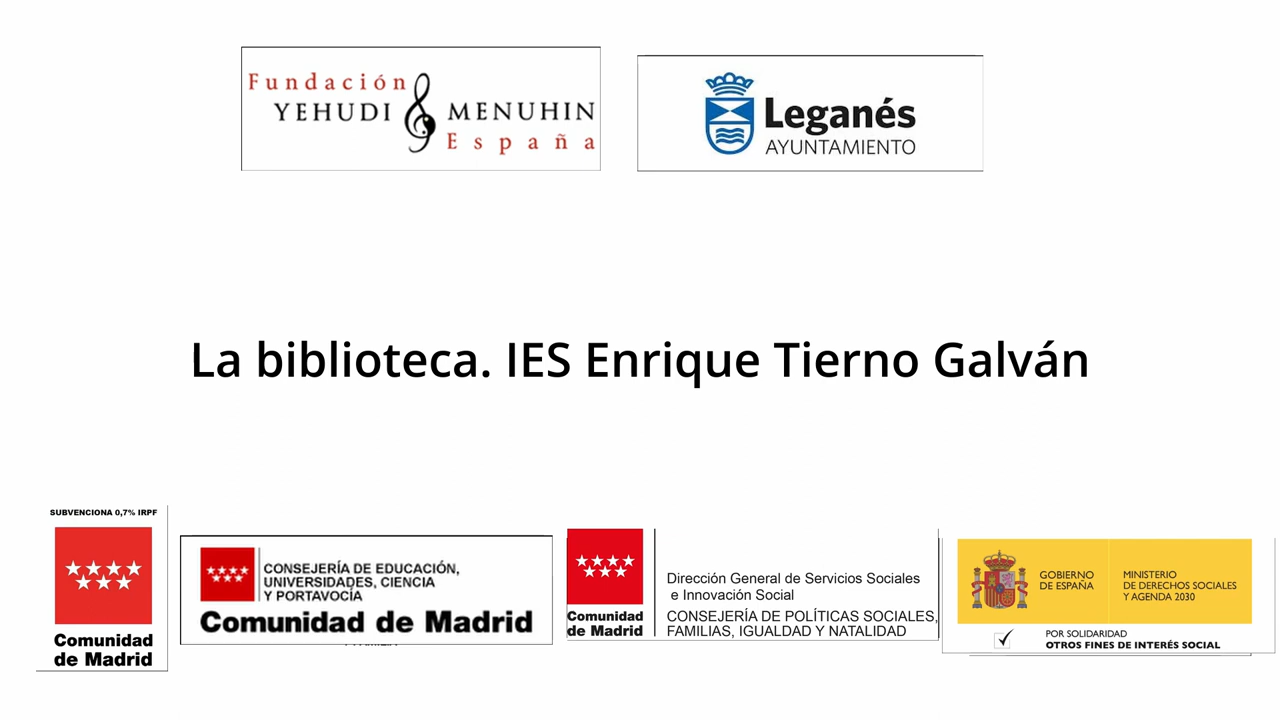 Fundación
YEHUDI MENUHIN
España
Leganés
AYUNTAMIENTO
La biblioteca. IES Enrique Tierno Galván
SUBVENCIONA 0,7% IRPF
Comunidad
de Madrid
CONSEJERÍA DE EDUCACIÓN,
UNIVERSIDADES, CIENCIA
Y PORTAVOCÍA
Comunidad de Madrid
Comunidad
de Madrid
Dirección General de Servicios Sociales
e Innovación Social
CONSEJERÍA DE POLÍTICAS SOCIALES,
FAMILIAS, IGUALDAD Y NATALIDAD
GOBIERNO
DE ESPAÑA
MINISTERIO
DE DERECHOS SOCIALES
Y AGENDA 2030
POR SOLIDARIDAD
OTROS FINES DE INTERÉS SOCIAL